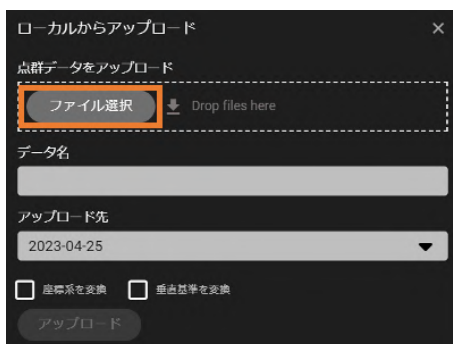 ローカルからアップロード
点群データをアップロード
ファイル選択 Drop files here
データ名
アップロード先
2023-04-25
座標系を変換 垂直基準を変換
アップロード